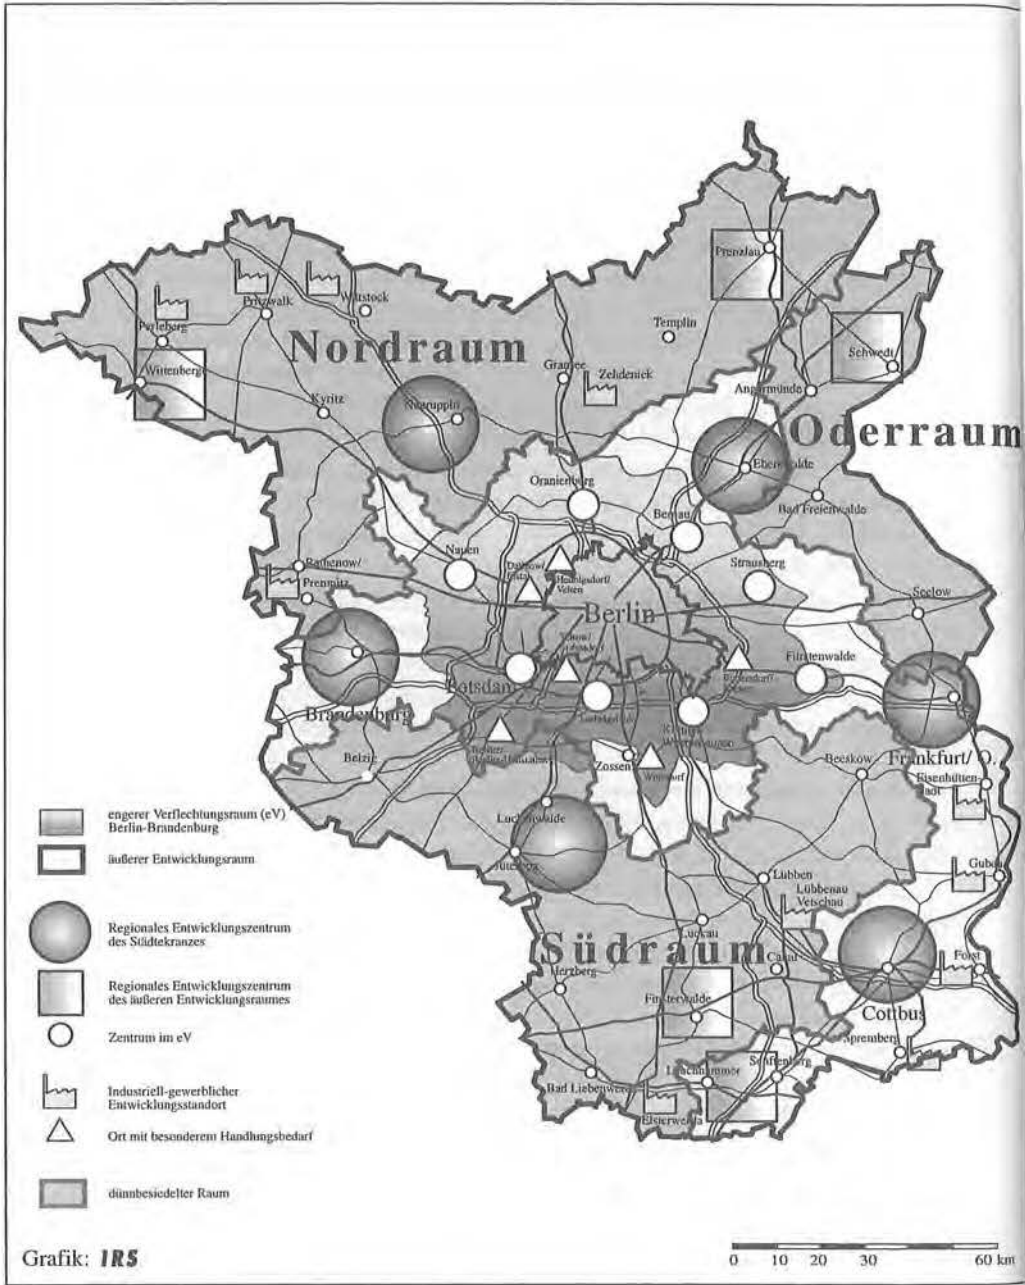 Prenzlau
Schwedt
Templin
Angermünde
Pritzwalk
Wittstock
Perleberg
Wittenberge
Nordraum
Gransee
Zehdenick
Kyritz
Neuruppin
Oderraum
Eberswalde
Bad Freienwalde
Oranienburg
Bernau
Nauen
Strausberg
Hennigsdorf/
Velten
Rathenow/
Premnitz
Berlin
Seelow
Fürstenwalde
Potsdam
Brandenburg
Frankfurt/ O.
Zossen
Belzig
Beeskow
Eisenhütten-
stadt
Luckenwalde
Jüterbog
Guben
Lübben
Lübbenau
Vetschau
Luckau
Südraum
Calau
Forst
Herzberg
Finsterwalde
Cottbus
Spremberg
Lauchhammer
Senftenberg
Bad Liebenwerda
Elsterwerda
engerer Verflechtungsraum (eV)
Berlin-Brandenburg
äußerer Entwicklungsraum
Regionales Entwicklungszentrum
des Städtekranzes
Regionales Entwicklungszentrum
des äußeren Entwicklungsraumes
Zentrum im eV
Industriell-gewerblicher
Entwicklungsstandort
Ort mit besonderem Handlungsbedarf
dünnbesiedelter Raum
Grafik: IRS
0 10 20 30 60 km